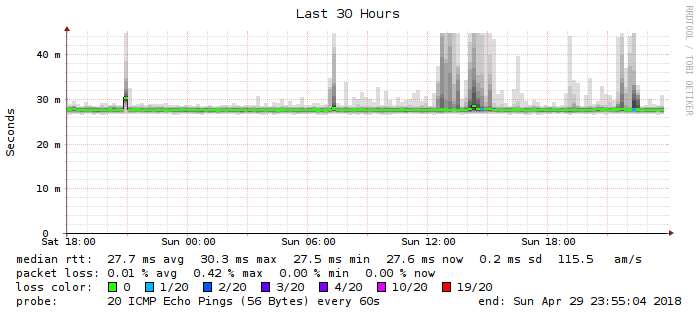 Last 30 Hours
RRDTOOL / TOBI OETIKER
Seconds
40 m
30 m
20 m
10 m
0
Sat 18:00 Sun 00:00 Sun 06:00 Sun 12:00 Sun 18:00
median rtt: 27.7 ms avg 30.3 ms max 27.5 ms min 27.6 ms now 0.2 ms sd 115.5 am/s
packet loss: 0.01 % avg 0.42 % max 0.00 % min 0.00 % now
loss color: 0 1/20 2/20 3/20 4/20 10/20 19/20
probe: 20 ICMP Echo Pings (56 Bytes) every 60s end: Sun Apr 29 23:55:04 2018